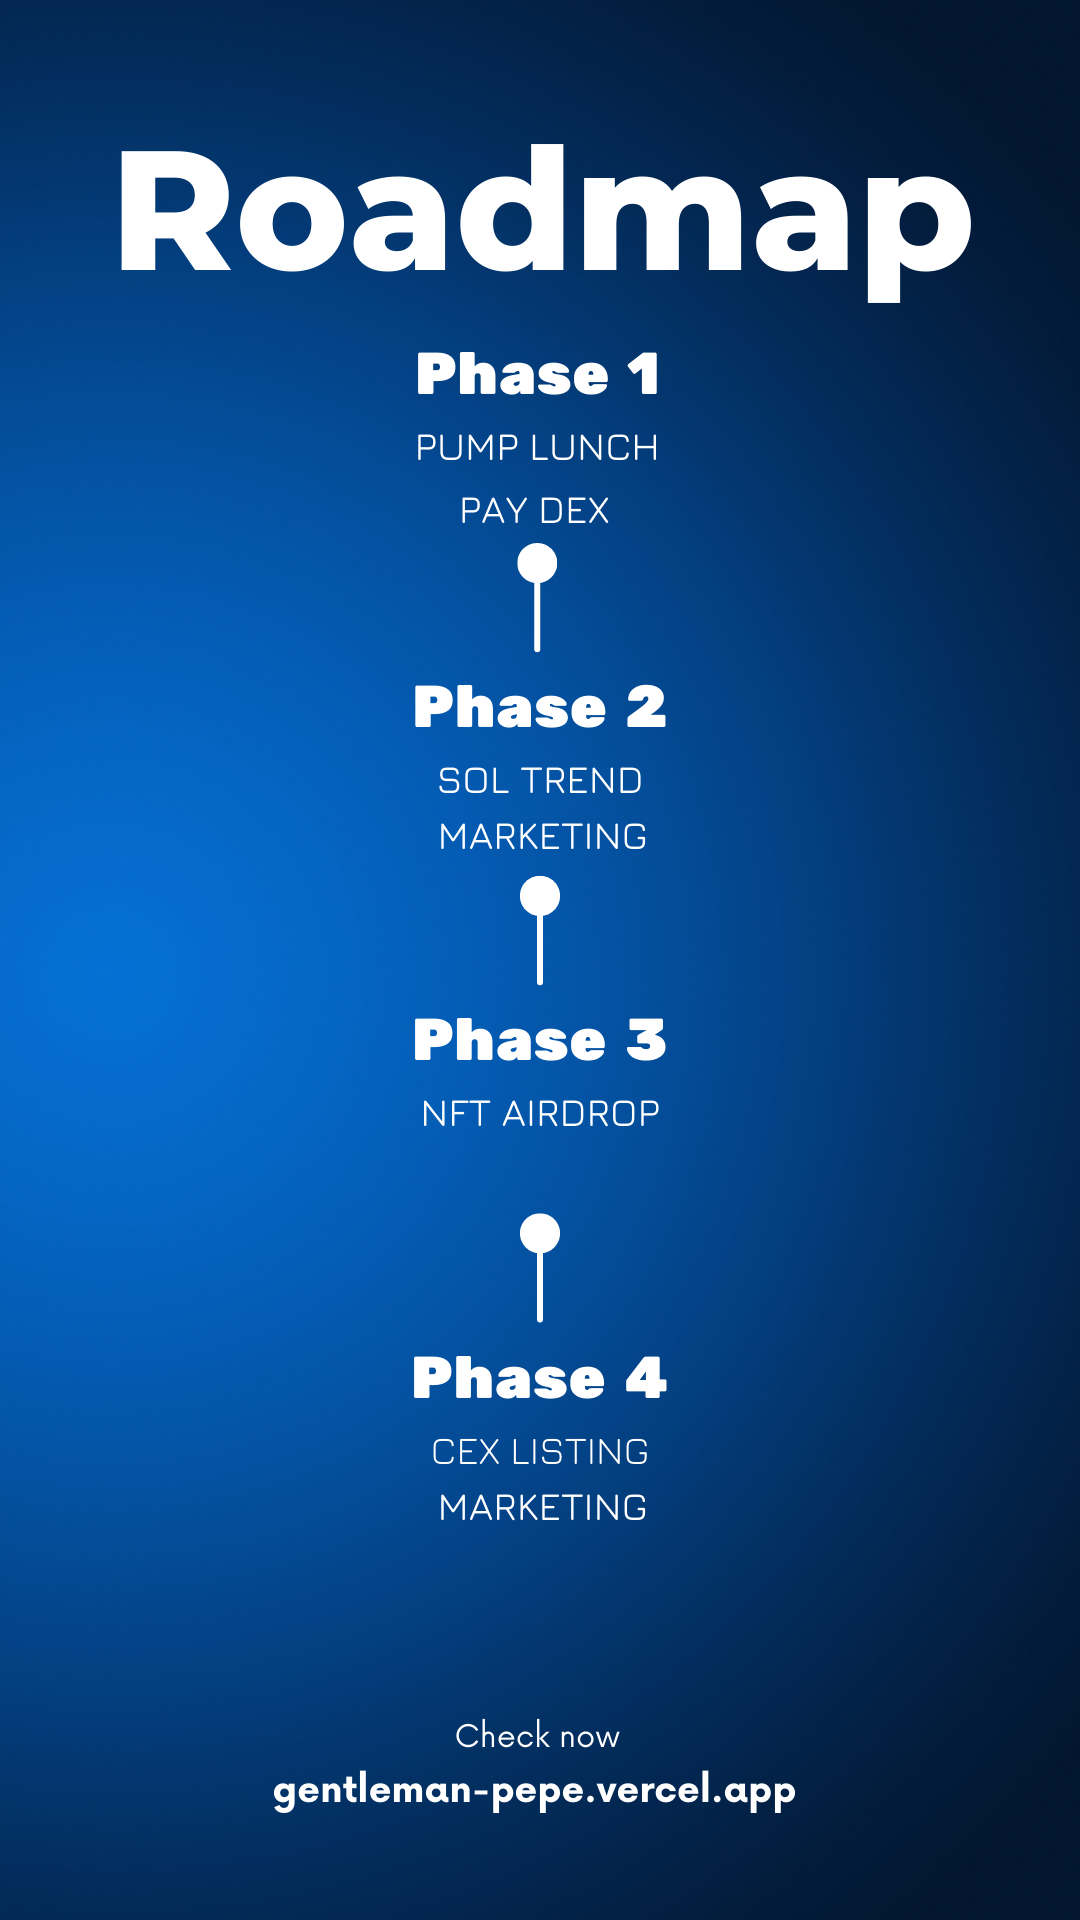 Roadmap
Phase 1
PUMP LUNCH
PAY DEX
Phase 2
SOL TREND
MARKETING
Phase 3
NFT AIRDROP
Phase 4
CEX LISTING
MARKETING
Check now
gentleman-pepe.vercel.app